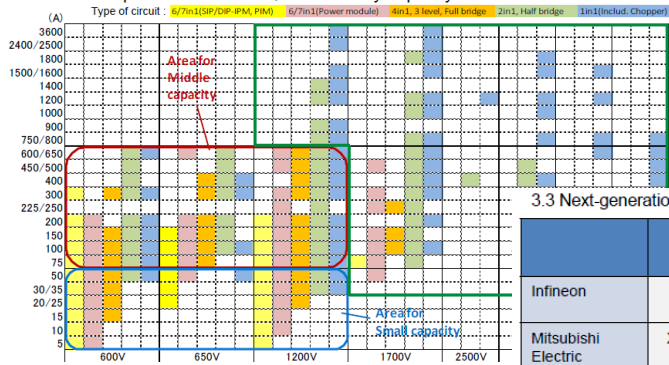 Type of circuit : 6/7in1(SIP/DIP-IPM, PIM) 6/7in1(Power module) 4in1, 3 level, Full bridge 2in1, Half bridge 1in1(Includ. Chopper)
(A)
3600
2400/2500
1800
1500/1600
1400
1200
1000
900
750/800
600/650
450/500
400
300
225/250
200
150
100
75
50
30/35
20/25
15
10
5
Area for
Middle
capacity
Area for
Small capacity
600V 650V 1200V 1700V 2500V
3.3 Next-generatio
Infineon
Mitsubishi
Electric